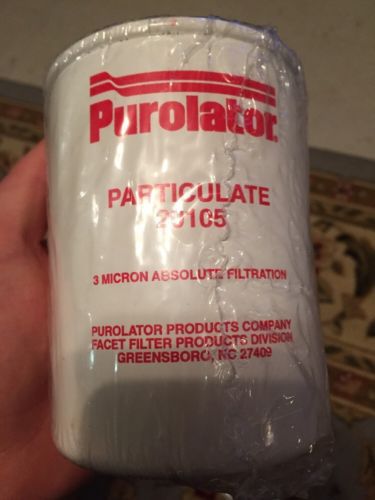 Purolator
PARTICULATE
20105
3 MICRON ABSOLUTE FILTRATION
PUROLATOR PRODUCTS COMPANY
FACET FILTER PRODUCTS DIVISION
GREENSBORO, NC 27409